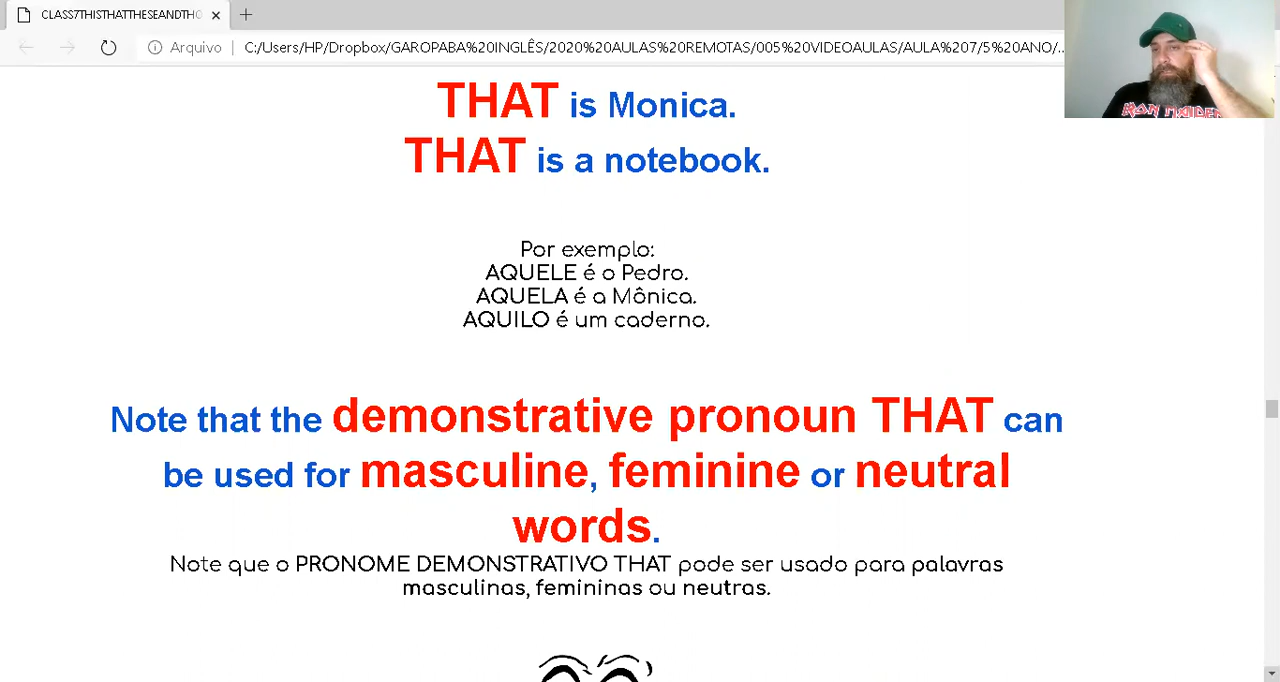 CLASS7THISTHATTHESEANDTHO
Arquivo
C:/Users/HP/Dropbox/GAROPABA%20INGLÊS/2020%20AULAS%20REMOTAS/005%20VIDEOAULAS/AULA%207/5%20ANO/...
IRON MAIDEN
THAT is Monica.
THAT is a notebook.
Por exemplo:
AQUELE é o Pedro.
AQUELA é a Mônica.
AQUILO é um caderno.
Note that the demonstrative pronoun THAT can
be used for masculine, feminine or neutral
words.
Note que o PRONOME DEMONSTRATIVO THAT pode ser usado para palavras
masculinas, femininas ou neutras.